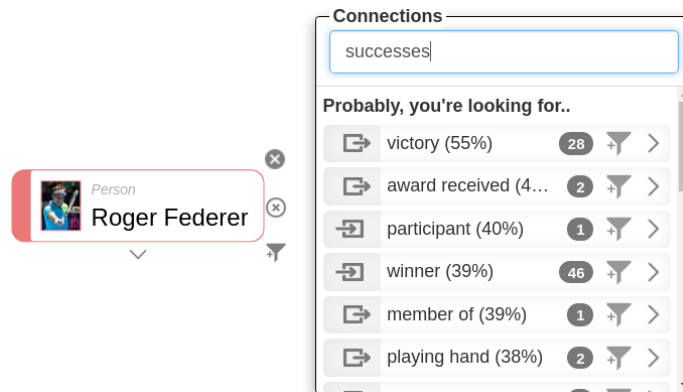 Connections
successes
Probably, you're looking for..
victory (55%) 28
award received (4... 2
participant (40%) 1
winner (39%) 46
member of (39%) 1
playing hand (38%) 2
Person
Roger Federer